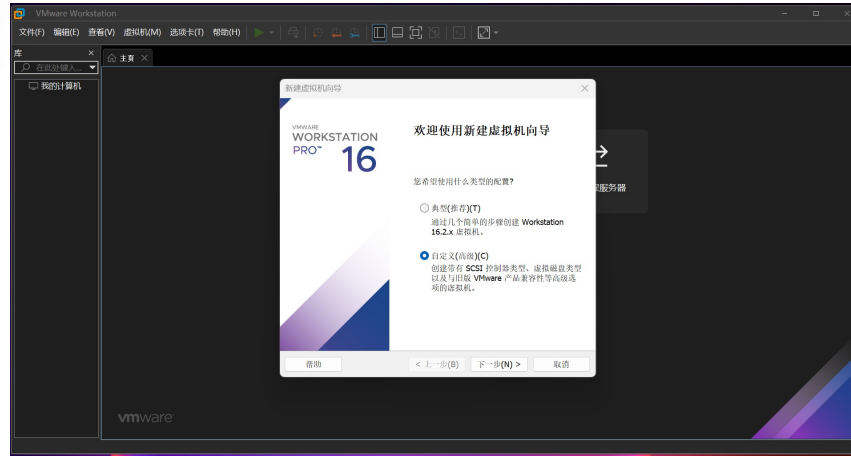 VMware Workstation
文件(F) 编辑(E) 查看(V) 虚拟机(M) 选项卡(T) 帮助(H)
库
在此处键入...
主页
我的计算机
新建虚拟机向导
VMWARE
WORKSTATION
PRO™ 16
欢迎使用新建虚拟机向导
您希望使用什么类型的配置?
典型(推荐)(T)
通过几个简单的步骤创建 Workstation
16.2.x 虚拟机。
自定义(高级)(C)
创建带有 SCSI 控制器类型、虚拟磁盘类型
以及与旧版 VMware 产品兼容性等高级选
项的虚拟机。
程服务器
帮助
< 上一步(B)
下一步(N) >
取消
vmware